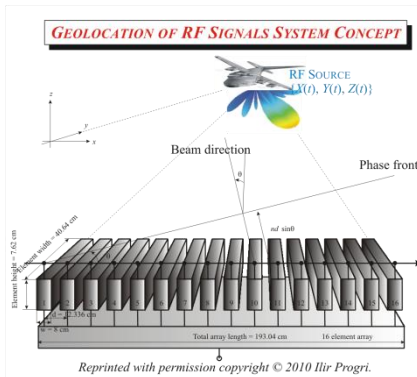 GEOLOCATION OF RF SIGNALS SYSTEM CONCEPT
RF SOURCE
{Y(t), Y(t), Z(t)}
z
y
x
Beam direction
θ
Phase front
nd sinθ
Element width = 40.64 cm
Element height = 7.62 cm
θ
1 2 3 4 5 6 7 8 9 10 11 12 13 14 15 16
d = 12.336 cm
w = 8 cm
Total array length = 193.04 cm 16 element array
Reprinted with permission copyright © 2010 Ilir Progri.